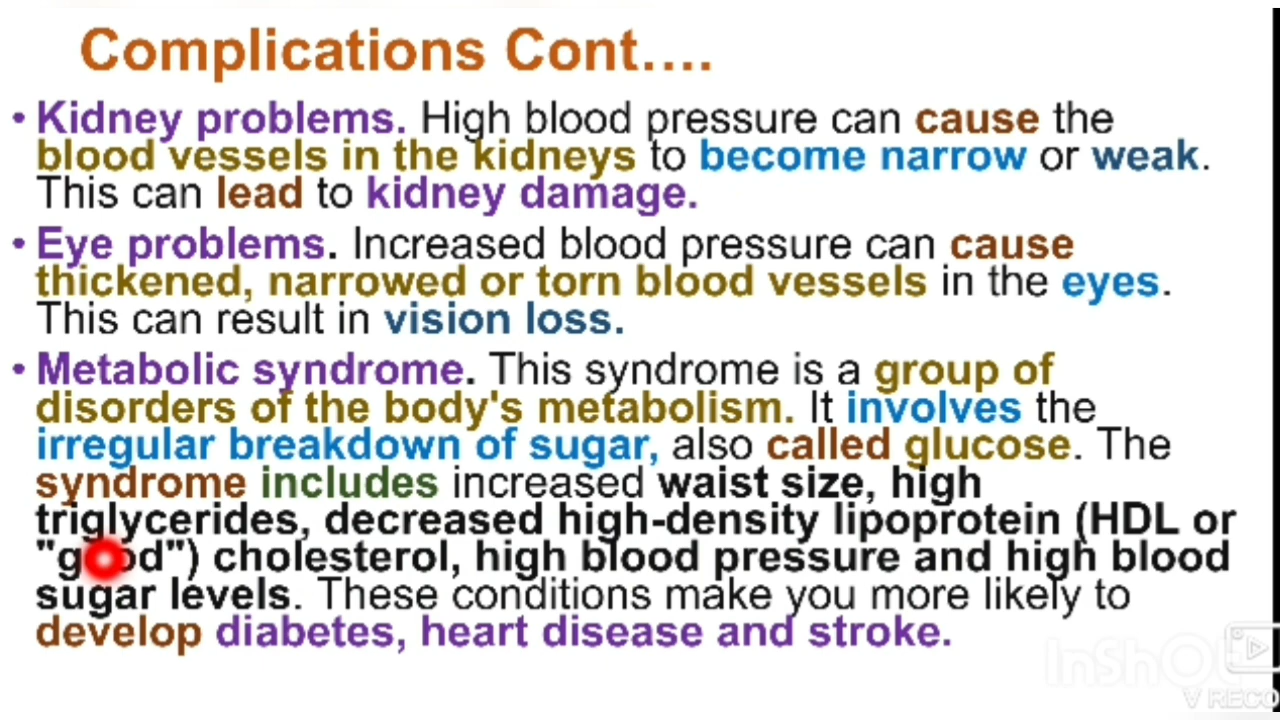 Complications Cont....
• Kidney problems. High blood pressure can cause the
blood vessels in the kidneys to become narrow or weak.
This can lead to kidney damage.
• Eye problems. Increased blood pressure can cause
thickened, narrowed or torn blood vessels in the eyes.
This can result in vision loss.
• Metabolic syndrome. This syndrome is a group of
disorders of the body's metabolism. It involves the
irregular breakdown of sugar, also called glucose. The
syndrome includes increased waist size, high
triglycerides, decreased high-density lipoprotein (HDL or
"good") cholesterol, high blood pressure and high blood
sugar levels. These conditions make you more likely to
develop diabetes, heart disease and stroke.
InShOt
V RECO